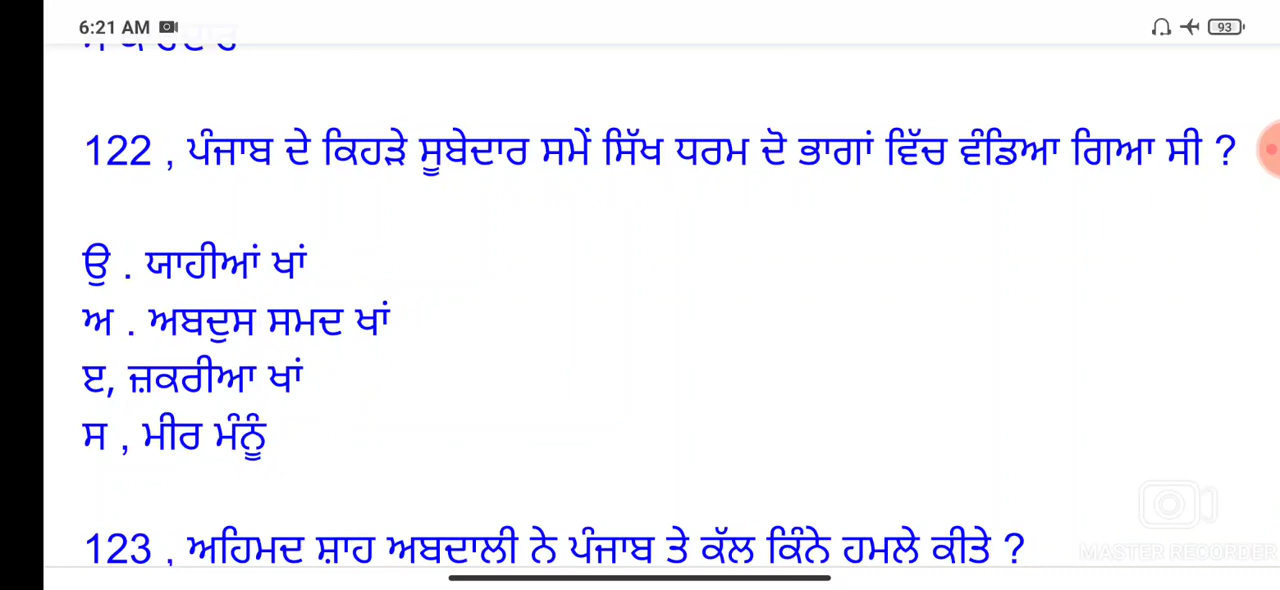 6:21 AM
93
122 , ਪੰਜਾਬ ਦੇ ਕਿਹੜੇ ਸੂਬੇਦਾਰ ਸਮੇਂ ਸਿੱਖ ਧਰਮ ਦੋ ਭਾਗਾਂ ਵਿੱਚ ਵੰਡਿਆ ਗਿਆ ਸੀ ?
ੳੁ . ਯਾਹੀਆਂ ਖਾਂ
ਅ . ਅਬਦੁਸ ਸਮਦ ਖਾਂ
ੲ, ਜ਼ਕਰੀਆ ਖਾਂ
ਸ , ਮੀਰ ਮੰਨੂੰ
123 , ਅਹਿਮਦ ਸ਼ਾਹ ਅਬਦਾਲੀ ਨੇ ਪੰਜਾਬ ਤੇ ਕੱਲ ਕਿੰਨੇ ਹਮਲੇ ਕੀਤੇ ?
MASTER RECORDER